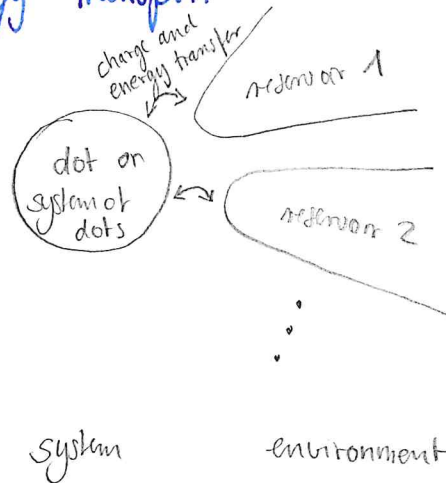 transport
charge and
energy transfer
reservoir 1
dot or
system of
dots
reservoir 2
system
environment